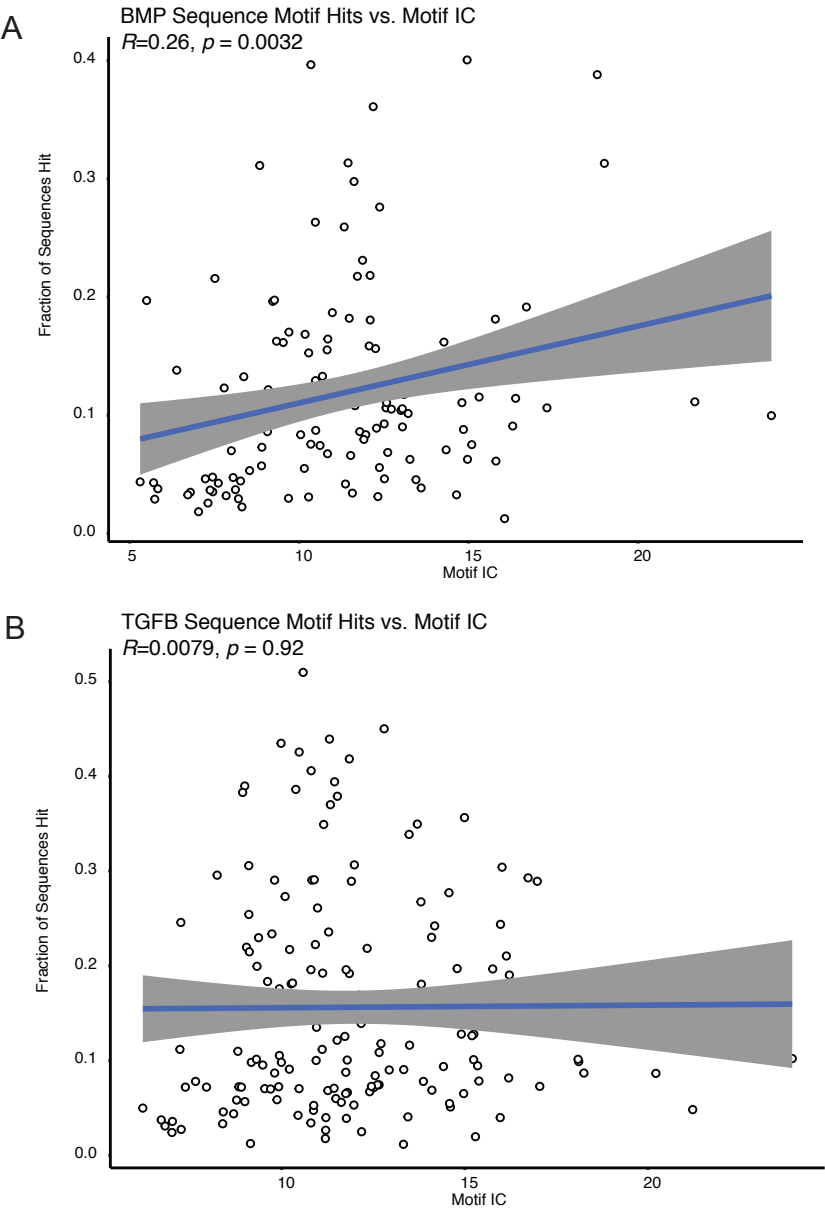 A
BMP Sequence Motif Hits vs. Motif IC
R=0.26, p = 0.0032
0.4
0.3
0.2
0.1
0.0
Fraction of Sequences Hit
5 10 15 20
Motif IC
B
TGFB Sequence Motif Hits vs. Motif IC
R=0.0079, p = 0.92
0.5
0.4
0.3
0.2
0.1
0.0
Fraction of Sequences Hit
10 15 20
Motif IC